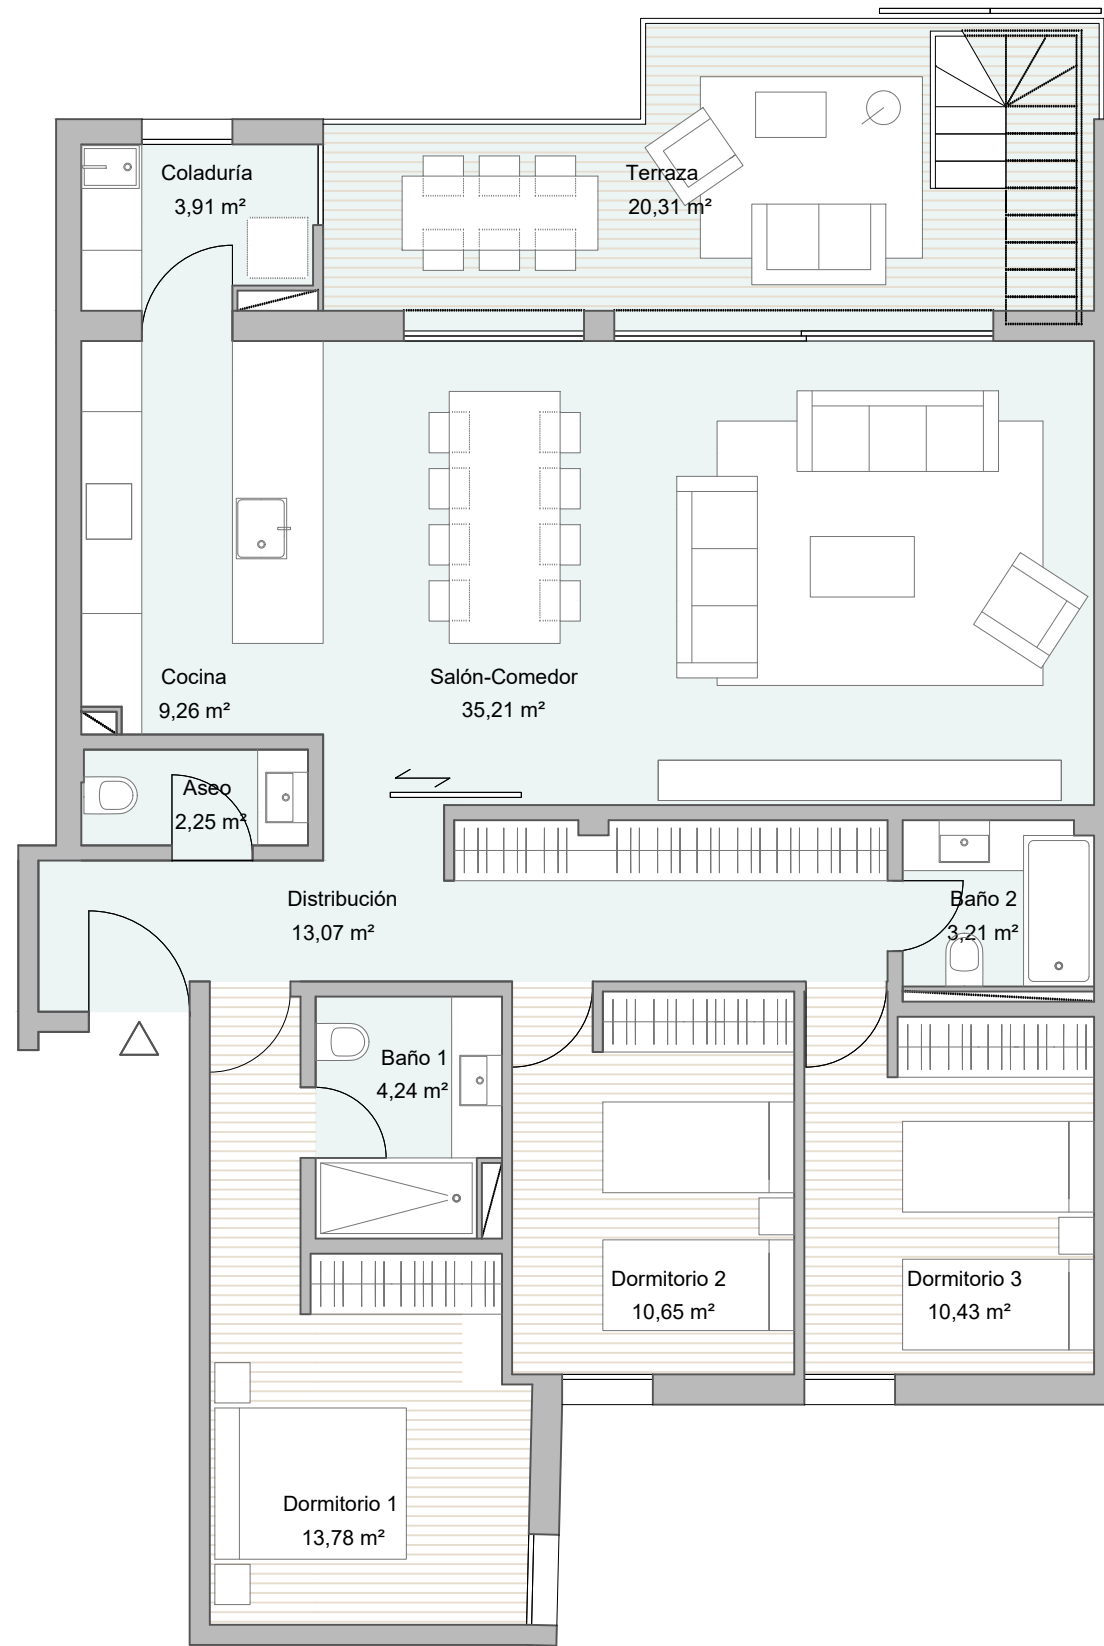 Coladuría
3,91 m²
Terraza
20,31 m²
Cocina
9,26 m²
Salón-Comedor
35,21 m²
Aseo
2,25 m²
Distribución
13,07 m²
Baño 2
3,21 m²
Baño 1
4,24 m²
Dormitorio 2
10,65 m²
Dormitorio 3
10,43 m²
Dormitorio 1
13,78 m²